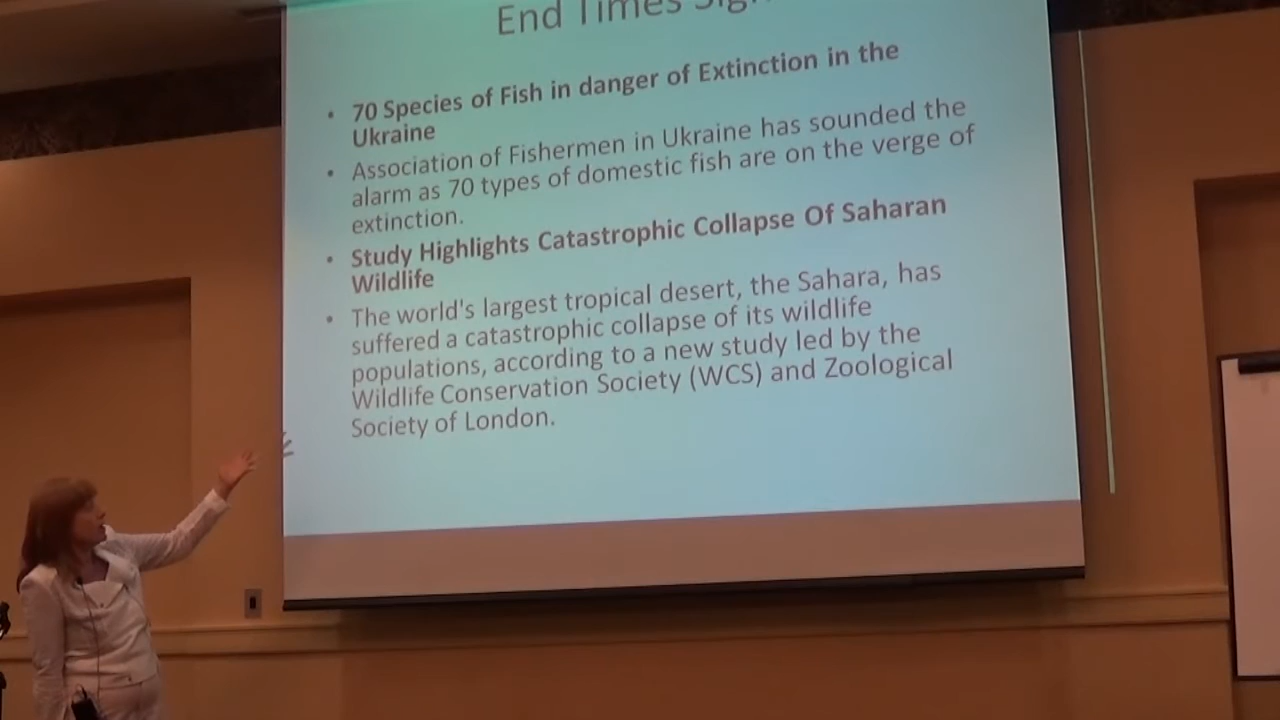 End Times
• 70 Species of Fish in danger of Extinction in the
Ukraine
• Association of Fishermen in Ukraine has sounded the
alarm as 70 types of domestic fish are on the verge of
extinction.
• Study Highlights Catastrophic Collapse Of Saharan
Wildlife
• The world's largest tropical desert, the Sahara, has
suffered a catastrophic collapse of its wildlife
populations, according to a new study led by the
Wildlife Conservation Society (WCS) and Zoological
Society of London.